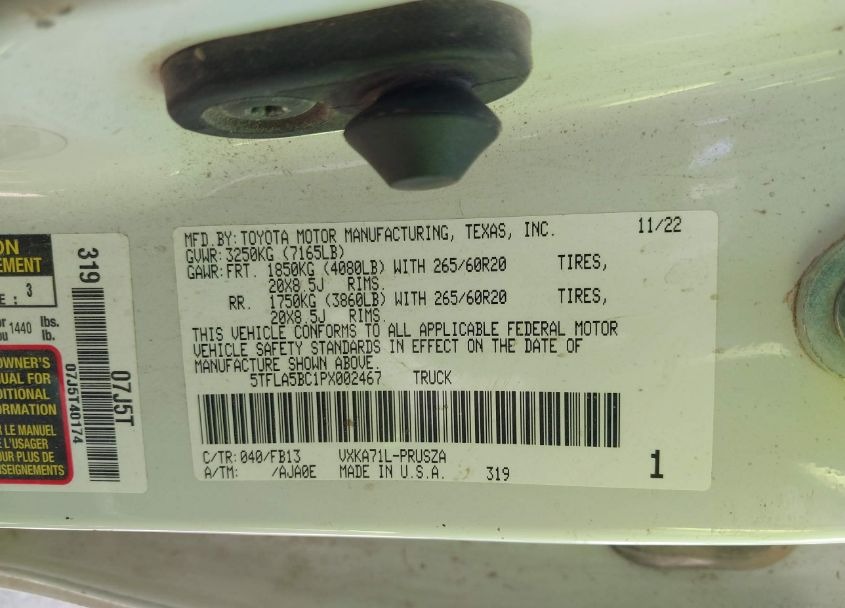 ON
EMENT
E : 3
or 1440 lbs.
ou lb.
OWNER'S
UAL FOR
DITIONAL
FORMATION
R LE MANUEL
E L'USAGER
OUR PLUS DE
SEIGNEMENTS
319
07J5T
07J5T40174
MFD.BY:TOYOTA MOTOR MANUFACTURING, TEXAS, INC. 11/22
GVWR:3250KG (7165LB)
GAWR:FRT. 1850KG (4080LB) WITH 265/60R20 TIRES,
20X8.5J RIMS.
RR. 1750KG (3860LB) WITH 265/60R20 TIRES,
20X8.5J RIMS.
THIS VEHICLE CONFORMS TO ALL APPLICABLE FEDERAL MOTOR
VEHICLE SAFETY STANDARDS IN EFFECT ON THE DATE OF
MANUFACTURE SHOWN ABOVE.
5TFLA5BC1PX002467 TRUCK
C/TR:040/FB13 VXKA71L-PRUSZA
A/TM: /AJA0E MADE IN U.S.A. 319 1